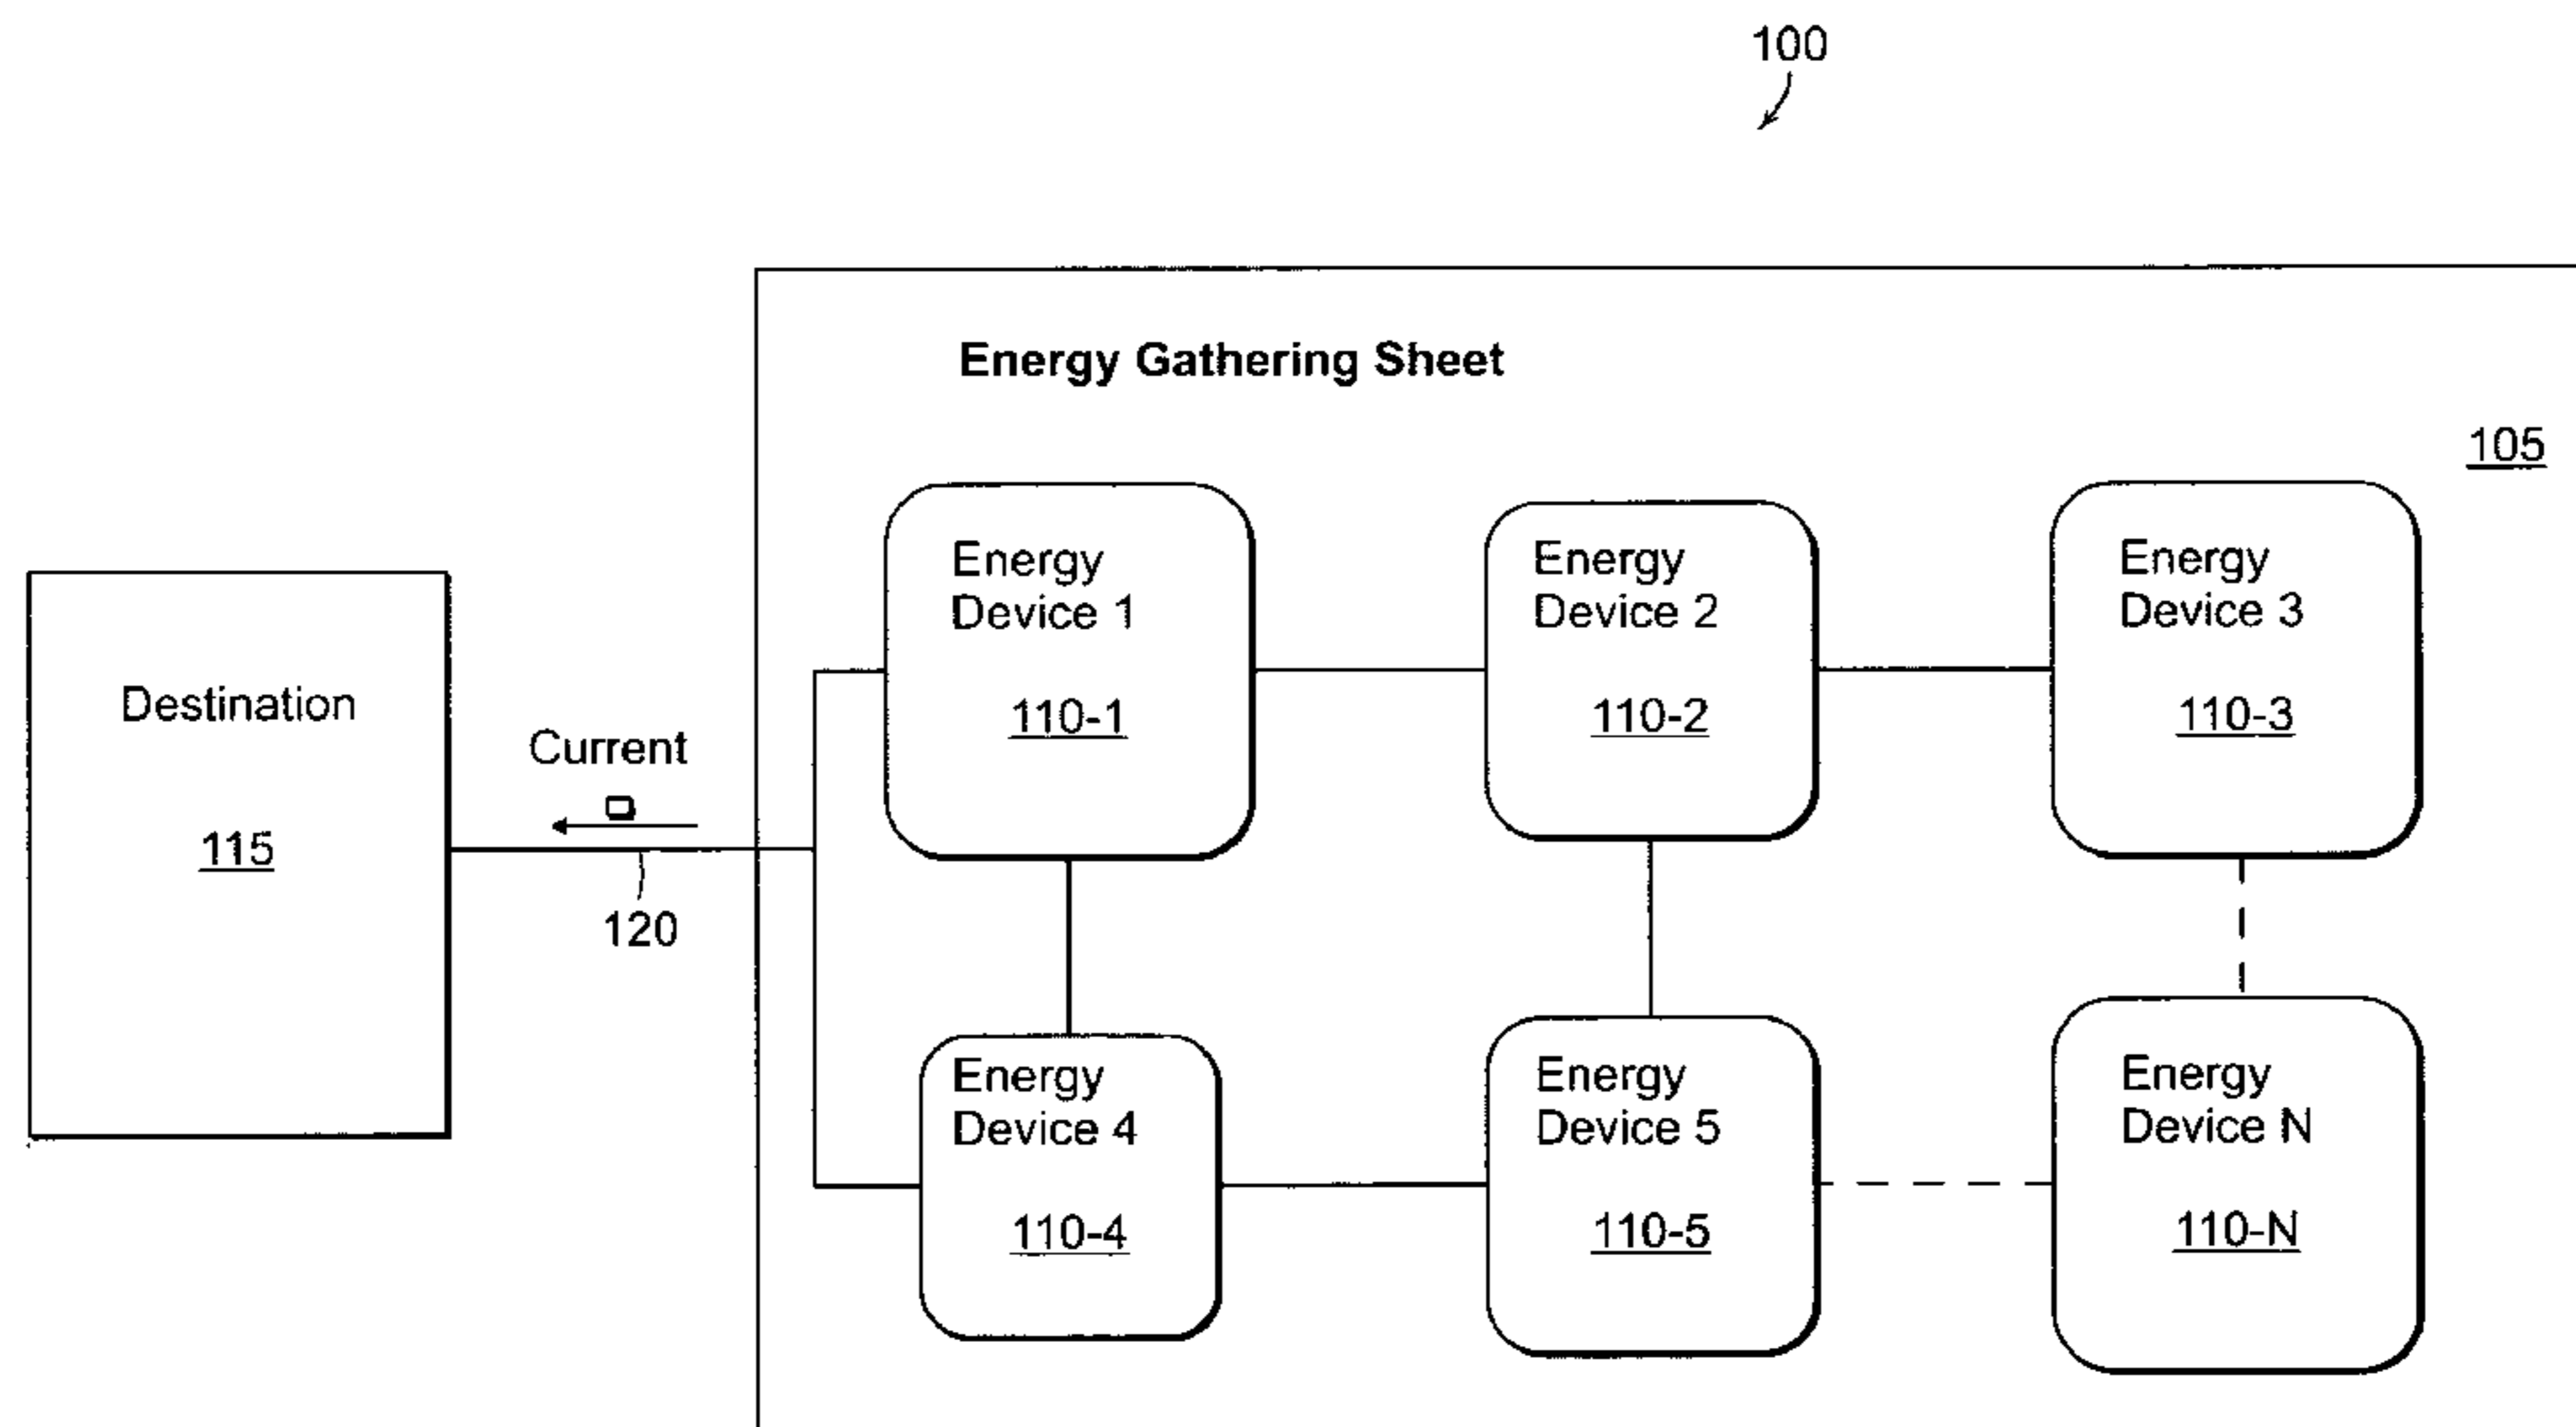 100
Energy Gathering Sheet
105
Energy
Device 1
110-1
Energy
Device 2
110-2
Energy
Device 3
110-3
Destination
115
Current
120
Energy
Device 4
110-4
Energy
Device 5
110-5
Energy
Device N
110-N